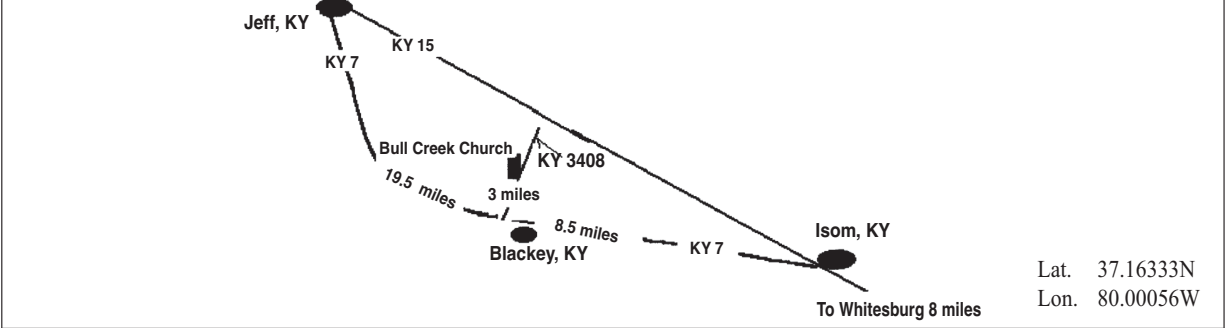 Jeff, KY
KY 15
KY 7
Bull Creek Church
KY 3408
19.5 miles
3 miles
8.5 miles
Isom, KY
KY 7
Blackey, KY
Lat. 37.16333N
Lon. 80.00056W
To Whitesburg 8 miles